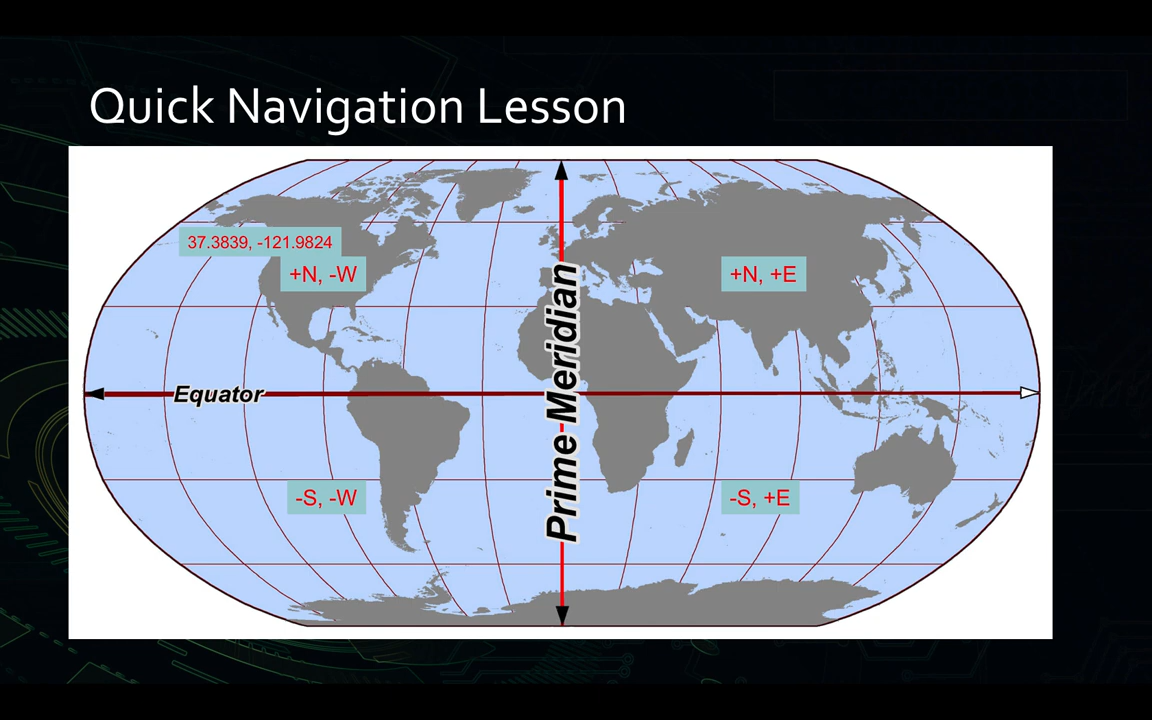 Quick Navigation Lesson
37.3839, -121.9824
+N, -W
+N, +E
Prime Meridian
Equator
-S, -W
-S, +E